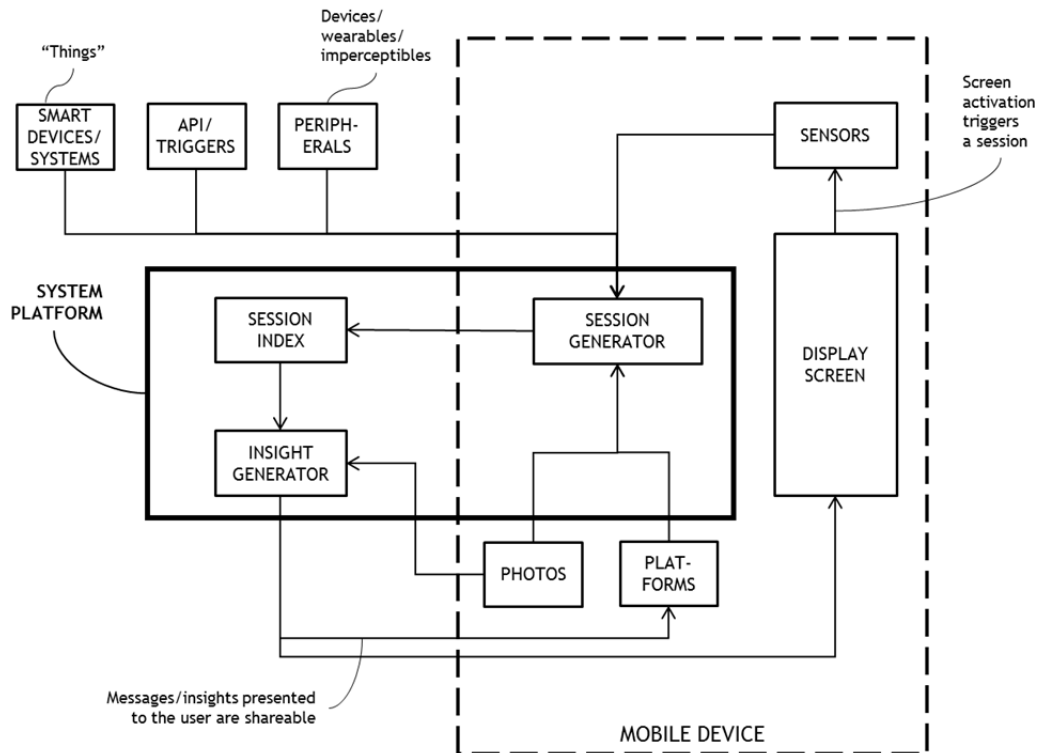 Devices/
wearables/
imperceptibles
“Things”
SMART
DEVICES/
SYSTEMS
API/
TRIGGERS
PERIPH-
ERALS
SENSORS
Screen
activation
triggers
a session
SYSTEM
PLATFORM
SESSION
INDEX
SESSION
GENERATOR
DISPLAY
SCREEN
INSIGHT
GENERATOR
PHOTOS
PLAT-
FORMS
Messages/insights presented
to the user are shareable
MOBILE DEVICE